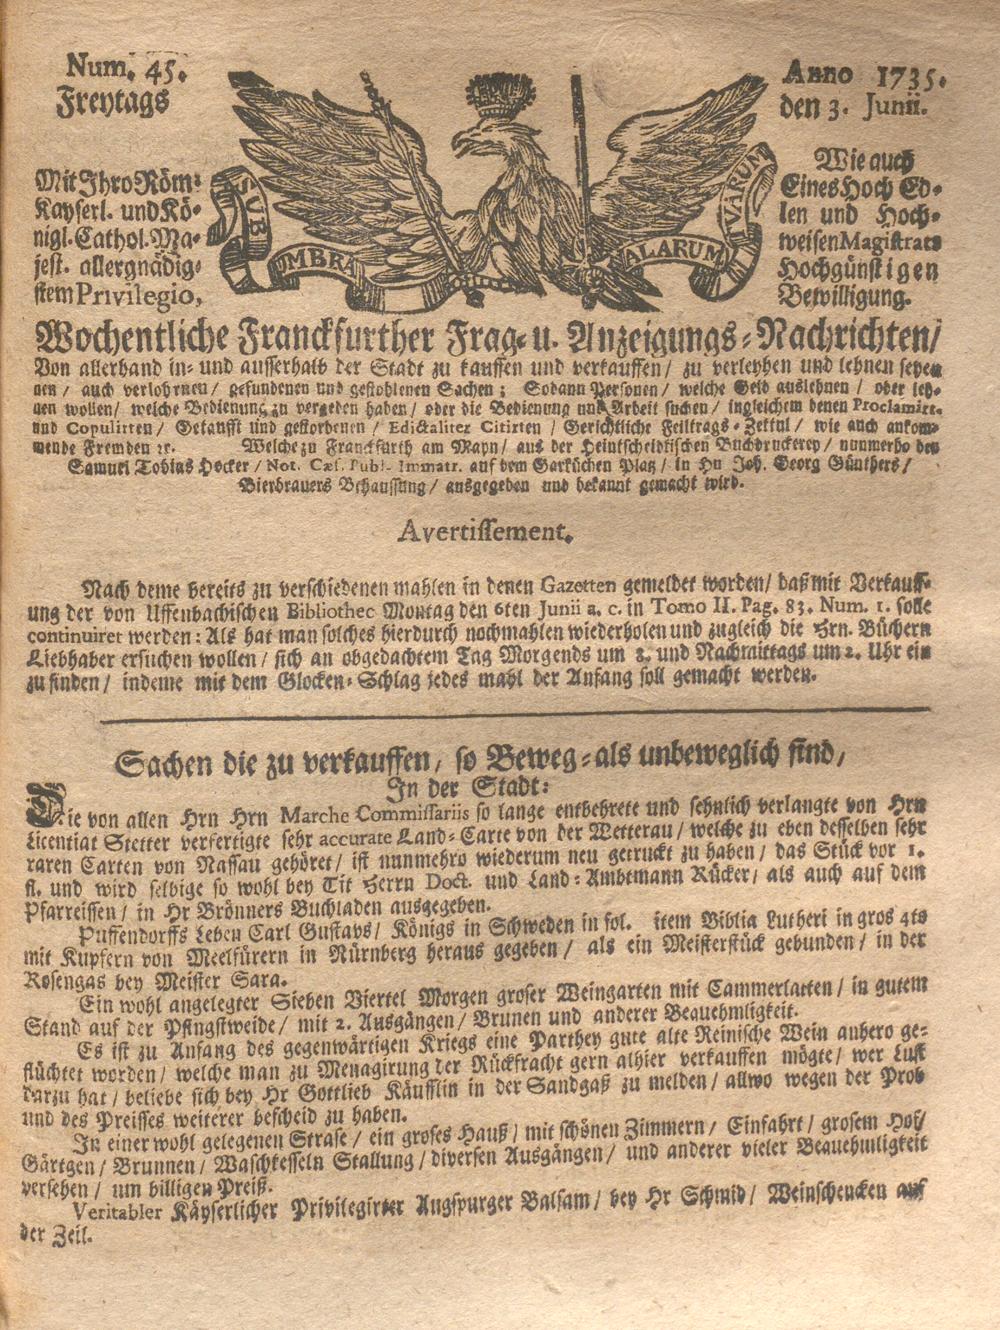 Num. 45.
Freytags
Anno 1735.
den 3. Junii.
Mit Ihro Röm-
Kayserl. und Kö-
nigl. Cathol. Ma-
jest. allergnädig-
stem Privilegio,
SUB
UMBRA
ALARUM
TUARUM
Wie auch
Eines Hoch Ed-
len und Hoch-
weisen Magistrats
Hochgünstigen
Bewilligung.
Wochentliche Franckfurther Frag- u. Anzeigungs-Nachrichten/
Von allerhand in- und ausserhalb der Stadt zu kauffen und verkauffen/ zu verleyhen und lehnen seyen
den / auch verlohrnen/ gefundenen und gestohlenen Sachen; Sodann Personen/ welche Geld auslehnen / oder leh-
nen wollen/ welche Bedienung zu vergeden haben/ oder die Bedienung und Arbeit suchen/ ingleichem denen Proclamirt-
und Copulirten/ Getaufft und gestorbenen/ Edictaliter Citirten/ Gerichtliche Feiltrags-Zettul/ wie auch ankom-
mende Fremden ꝛc. Welche zu Franckfurth am Mayn/ aus der Heintscheidischen Buchdruckerey/ nunmerho den
Samuel Tobias Hocker/ Not. Cæs. Publ. Immatr. auf dem Garküchen Platz/ in Hn Joh. Georg Günthers/
Bierbrauers Behaussung/ ausgegeben und bekannt gemacht wird.
Avertissement.
Nach deme bereits zu verschiedenen mahlen in denen Gazetten gemeldet worden/ daß mit Verkauff-
ung der von Uffenbachischen Bibliothec Montag den 6ten Junii a. c. in Tomo II. Pag. 83. Num. 1. solle
continuiret werden: Als hat man solches hierdurch nochmahlen wiederholen und zugleich die Hrn. Büchern
Liebhaber ersuchen wollen/ sich an obgedachtem Tag Morgends um 8. und Nachmittags um 2. Uhr ein
zu finden/ indeme mit dem Glocken-Schlag jedes mahl der Anfang soll gemacht werden.
Sachen die zu verkauffen, so Beweg-als unbeweglich sind,
In der Stadt:
Die von allen Hrn Hrn Marche Commissariis so lange entbehrete und sehnlich verlangte von Hrn
Licentiat Stetter verfertigte sehr accurate Land-Carte von der Wetterau/ welche zu eben desselben sehr
raren Carten von Nassau gehöret/ ist nunmehro wiederum neu getruckt zu haben/ das Stück vor 1.
fl. und wird selbige so wohl bey Tit Herrn Doct. und Land-Ambtmann Rücker/ als auch auf dem
Pfarreissen/ in Hr Brönners Buchladen ausgegeben.
Puffendorffs Leben Carl Gustavs/ Königs in Schweden in fol. item Biblia Lutheri in gros 4to
mit Kupfern von Meelfürern in Nürnberg heraus gegeben/ als ein Meisterstück gebunden/ in der
Rosengas bey Meister Sara.
Ein wohl angelegter Sieben Viertel Morgen groser Weingarten mit Cammerlatten/ in gutem
Stand auf der Pfingstweide/ mit 2. Ausgängen/ Brunen und anderer Beauehmligkeit.
Es ist zu Anfang des gegenwärtigen Kriegs eine Parthey gute alte Reinische Wein anhero ge-
flüchtet worden/ welche man zu Menagirung der Rückfracht gern alhier verkauffen mögte/ wer Lust
darzu hat/ beliebe sich bey Hr Gottlieb Käufflin in der Sandgaß zu melden/ allwo wegen der Prob
und des Preisses weiterer bescheid zu haben.
In einer wohl gelegenen Strase/ ein groses Hauß/ mit schönen Zimmern/ Einfahrt/ grosem Hof/
Gärtgen/ Brunnen/ Waschkesseln Stallung/ diversen Ausgängen/ und anderer vieler Beauehmligkeit
versehen/ um billigen Preiß.
Veritabler Käyserlicher Privilegirter Augspurger Balsam/ bey Hr Schmid/ Weinschencken auf
der Zeil.